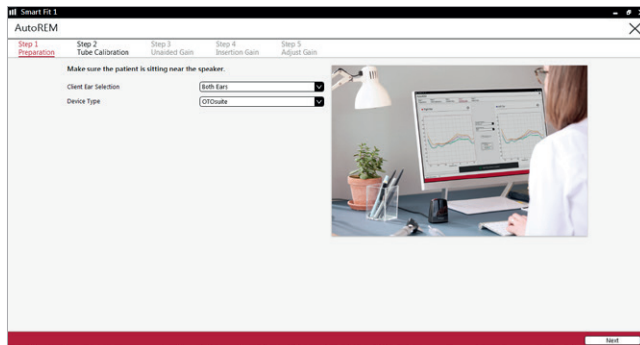 Smart Fit 1
AutoREM
Step 1 Step 2 Step 3 Step 4 Step 5
Preparation Tube Calibration Unaided Gain Insertion Gain Adjust Gain
Make sure the patient is sitting near the speaker.
Client Ear Selection Both Ears
Device Type OTOsuite
Next